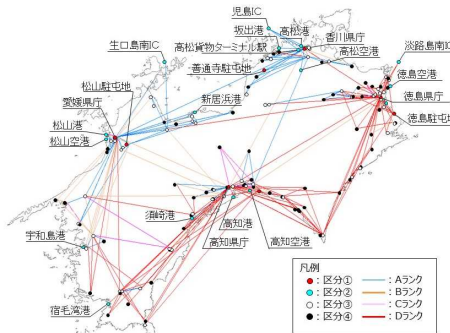 児島IC
坂出港
高松港
香川県庁
生口島南IC
高松貨物ターミナル駅
高松空港
淡路島南IC
善通寺駐屯地
松山駐屯地
徳島空港
愛媛県庁
新居浜港
徳島県庁
松山港
徳島駐屯地
松山空港
須崎港
高知港
宇和島港
高知県庁
高知空港
宿毛湾港
凡例
:区分① :Aランク
:区分② :Bランク
:区分③ :Cランク
:区分④ :Dランク